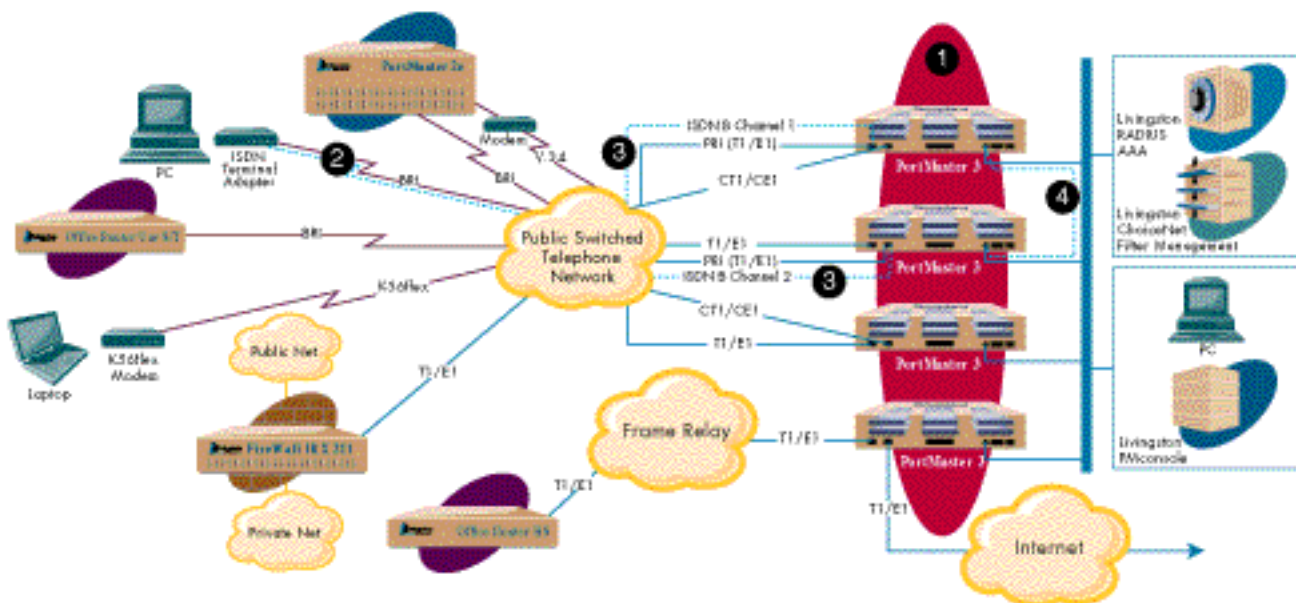 PortMaster 2e
1
PC
ISDN
Terminal
Adapter
2
BRI
BRI
Modem
V.34
3
ISDN B Channel 1
PRI (T1/E1)
CT1/CE1
PortMaster 3
4
Livingston
RADIUS
AAA
Livingston
ChoiceNet
Filter Management
BRI
Public Switched
Telephone
Network
T1/E1
PRI (T1/E1)
ISDN B Channel 2
3
PortMaster 3
K56flex
Laptop
K56flex
Modem
CT1/CE1
T1/E1
PortMaster 3
PC
Livingston
PMconsole
Public Net
T1/E1
FireWall IRX
Private Net
Frame Relay
T1/E1
T1/E1
PortMaster 3
Office Router
T1/E1
Internet